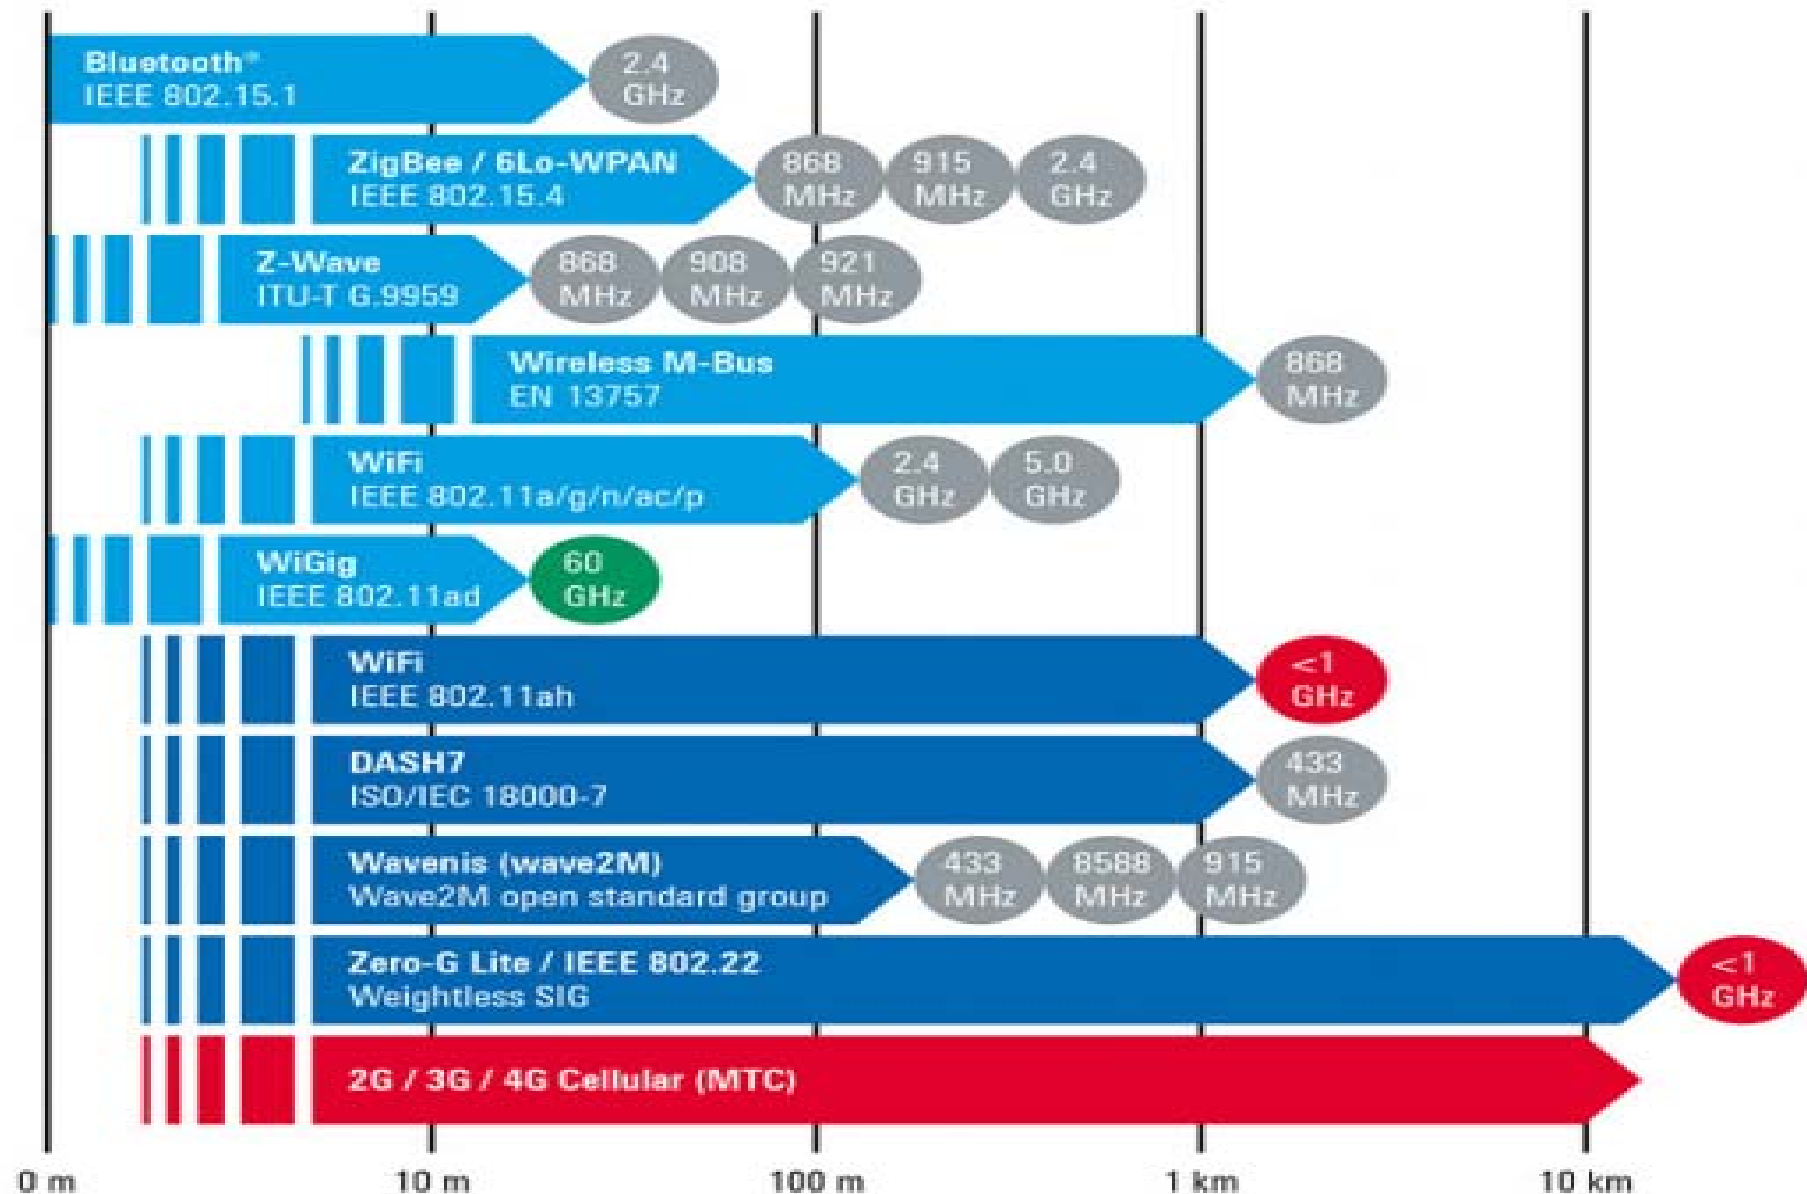 Bluetooth®
IEEE 802.15.1
2.4
GHz
ZigBee / 6Lo-WPAN
IEEE 802.15.4
868
MHz
915
MHz
2.4
GHz
Z-Wave
ITU-T G.9959
868
MHz
908
MHz
921
MHz
Wireless M-Bus
EN 13757
868
MHz
WiFi
IEEE 802.11a/g/n/ac/p
2.4
GHz
5.0
GHz
WiGig
IEEE 802.11ad
60
GHz
WiFi
IEEE 802.11ah
<1
GHz
DASH7
ISO/IEC 18000-7
433
MHz
Wavenis (wave2M)
Wave2M open standard group
433
MHz
8588
MHz
915
MHz
Zero-G Lite / IEEE 802.22
Weightless SIG
<1
GHz
2G / 3G / 4G Cellular (MTC)
0 m 10 m 100 m 1 km 10 km